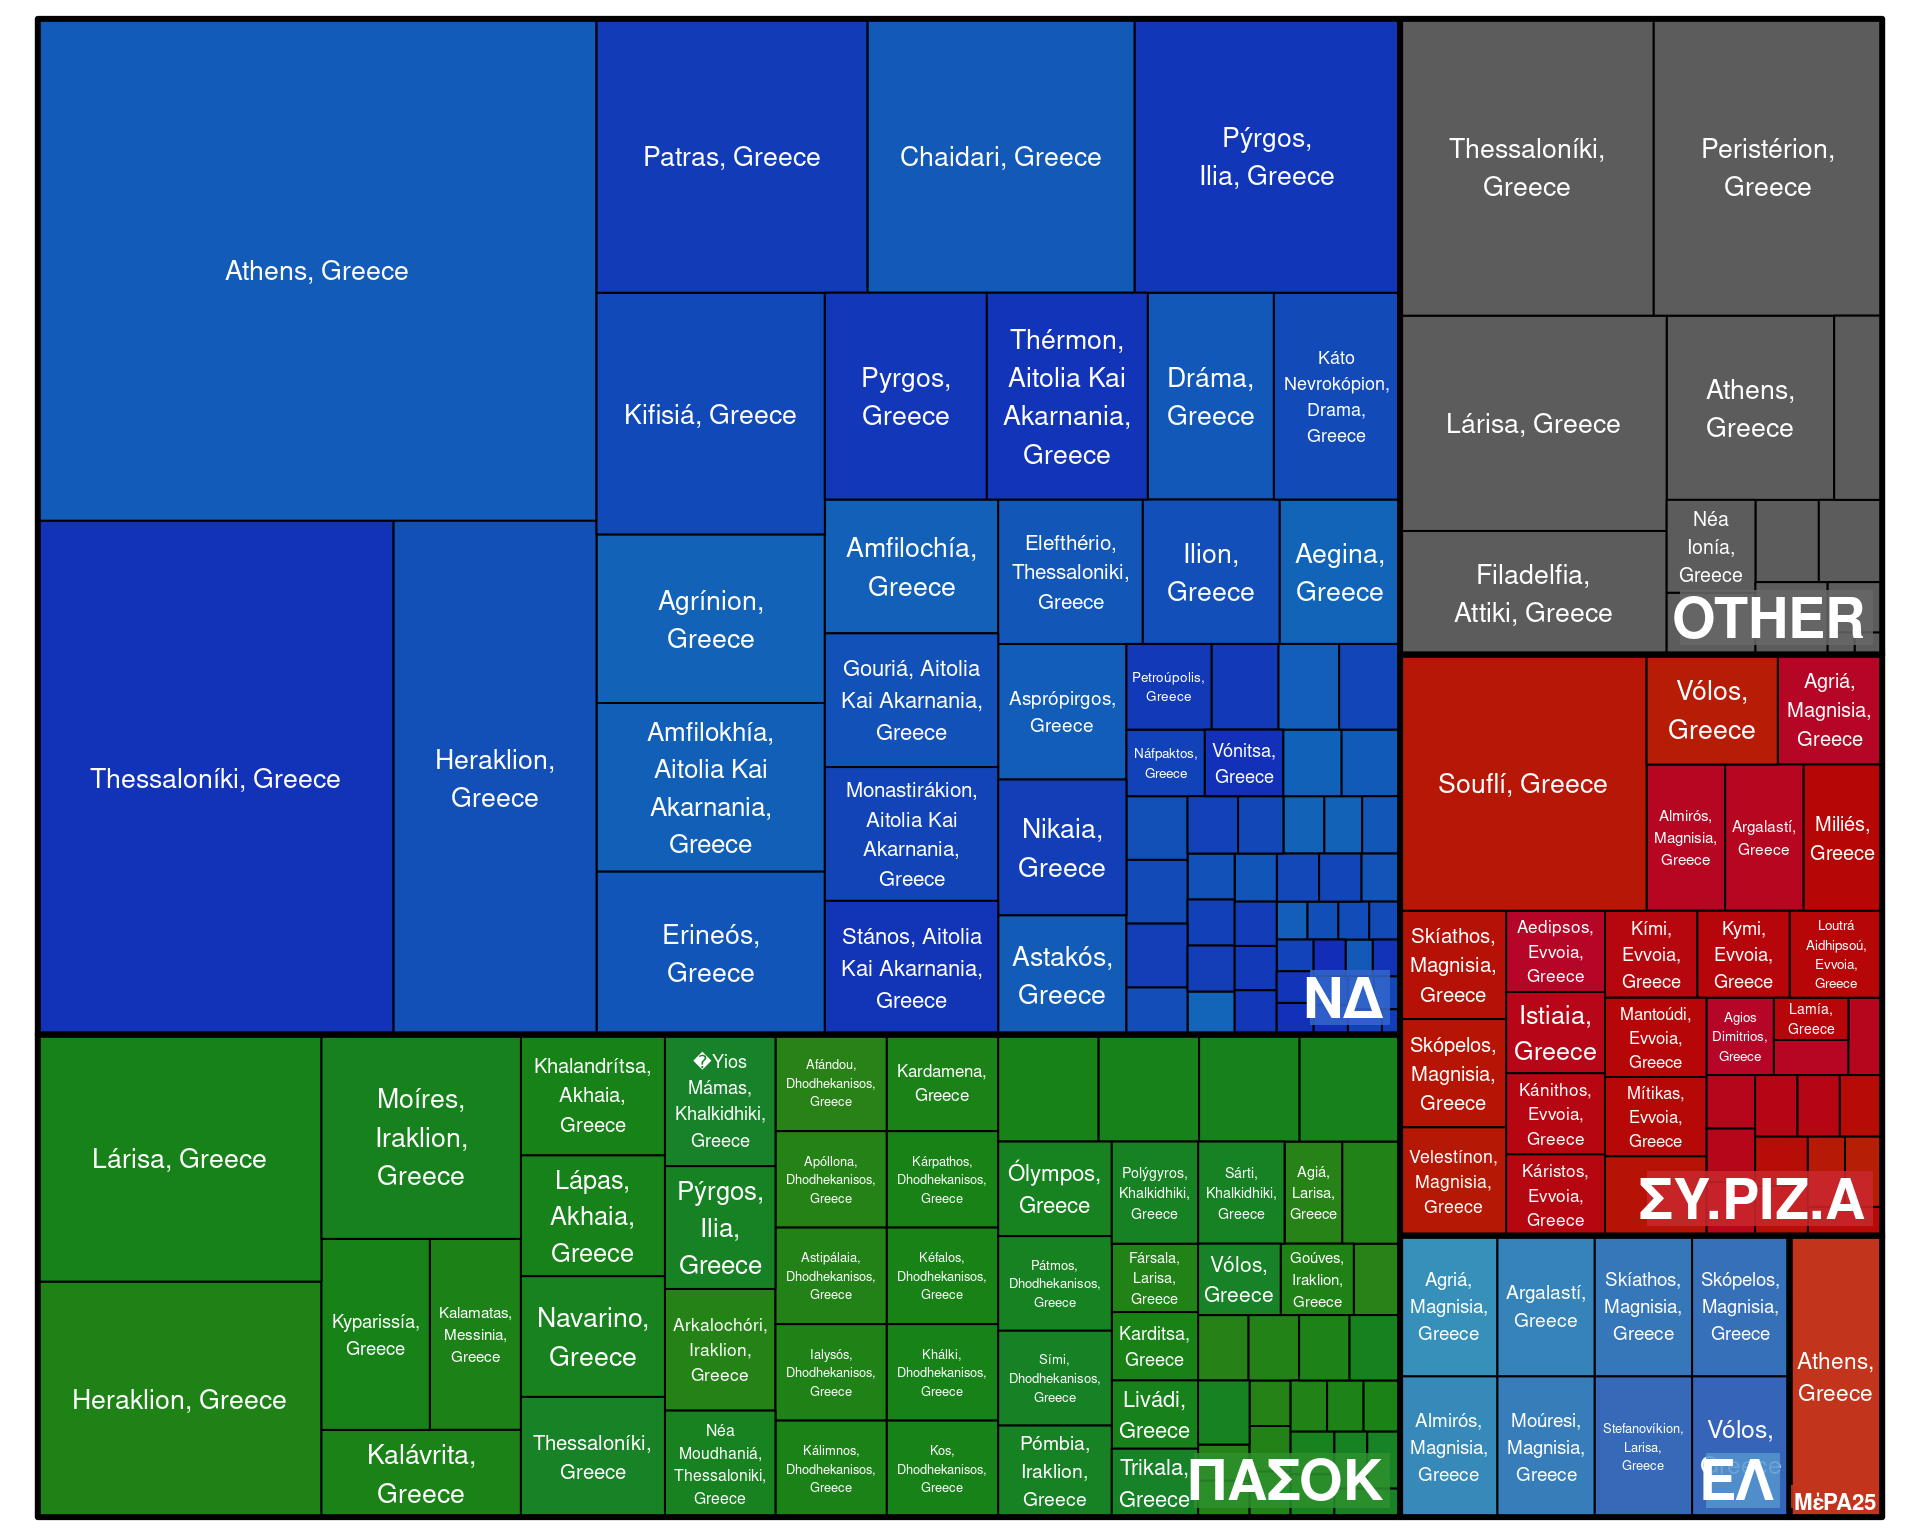 Athens, Greece
Thessaloníki, Greece
Heraklion,
Greece
Patras, Greece
Chaidari, Greece
Pýrgos,
Ilia, Greece
Kifisiá, Greece
Pyrgos,
Greece
Thérmon,
Aitolia Kai
Akarnania,
Greece
Dráma,
Greece
Káto
Nevrokópion,
Drama,
Greece
Agrínion,
Greece
Amfilokhía,
Aitolia Kai
Akarnania,
Greece
Erineós,
Greece
Amfilochía,
Greece
Gouriá, Aitolia
Kai Akarnania,
Greece
Monastirákion,
Aitolia Kai
Akarnania,
Greece
Stános, Aitolia
Kai Akarnania,
Greece
Elefthério,
Thessaloniki,
Greece
Ilion,
Greece
Aegina,
Greece
Asprópirgos,
Greece
Nikaia,
Greece
Astakós,
Greece
Petroúpolis,
Greece
Náfpaktos,
Greece
Vónitsa,
Greece
ΝΔ
Thessaloníki,
Greece
Peristérion,
Greece
Lárisa, Greece
Athens,
Greece
Filadelfia,
Attiki, Greece
Néa
Ionía,
Greece
OTHER
Souflí, Greece
Vólos,
Greece
Agriá,
Magnisia,
Greece
Almirós,
Magnisia,
Greece
Argalastí,
Greece
Miliés,
Greece
Skíathos,
Magnisia,
Greece
Skópelos,
Magnisia,
Greece
Velestínon,
Magnisia,
Greece
Aedipsos,
Evvoia,
Greece
Istiaia,
Greece
Kánithos,
Evvoia,
Greece
Káristos,
Evvoia,
Greece
Kími,
Evvoia,
Greece
Kymi,
Evvoia,
Greece
Loutrá
Aidhipsoú,
Evvoia,
Greece
Mantoúdi,
Evvoia,
Greece
Mítikas,
Evvoia,
Greece
Agios
Dimitrios,
Greece
Lamía,
Greece
ΣΥ.ΡΙΖ.Α
Lárisa, Greece
Heraklion, Greece
Moíres,
Iraklion,
Greece
Kyparissía,
Greece
Kalamatas,
Messinia,
Greece
Kalávrita,
Greece
Khalandrítsa,
Akhaia,
Greece
Lápas,
Akhaia,
Greece
Navarino,
Greece
Thessaloníki,
Greece
�Yios
Mámas,
Khalkidhiki,
Greece
Pýrgos,
Ilia,
Greece
Arkalochóri,
Iraklion,
Greece
Néa
Moudhaniá,
Thessaloniki,
Greece
Afándou,
Dhodhekanisos,
Greece
Apóllona,
Dhodhekanisos,
Greece
Astipálaia,
Dhodhekanisos,
Greece
Ialysós,
Dhodhekanisos,
Greece
Kálimnos,
Dhodhekanisos,
Greece
Kardamena,
Greece
Kárpathos,
Dhodhekanisos,
Greece
Kéfalos,
Dhodhekanisos,
Greece
Khálki,
Dhodhekanisos,
Greece
Kos,
Dhodhekanisos,
Greece
Ólympos,
Greece
Pátmos,
Dhodhekanisos,
Greece
Sími,
Dhodhekanisos,
Greece
Pómbia,
Iraklion,
Greece
Polýgyros,
Khalkidhiki,
Greece
Sárti,
Khalkidhiki,
Greece
Agiá,
Larisa,
Greece
Fársala,
Larisa,
Greece
Vólos,
Greece
Goúves,
Iraklion,
Greece
Karditsa,
Greece
Livádi,
Greece
Trikala,
Greece
ΠΑΣΟΚ
Agriá,
Magnisia,
Greece
Argalastí,
Greece
Skíathos,
Magnisia,
Greece
Skópelos,
Magnisia,
Greece
Almirós,
Magnisia,
Greece
Moúresi,
Magnisia,
Greece
Stefanovíkion,
Larisa,
Greece
Vólos,
Greece
ΕΛ
Athens,
Greece
ΜέΡΑ25